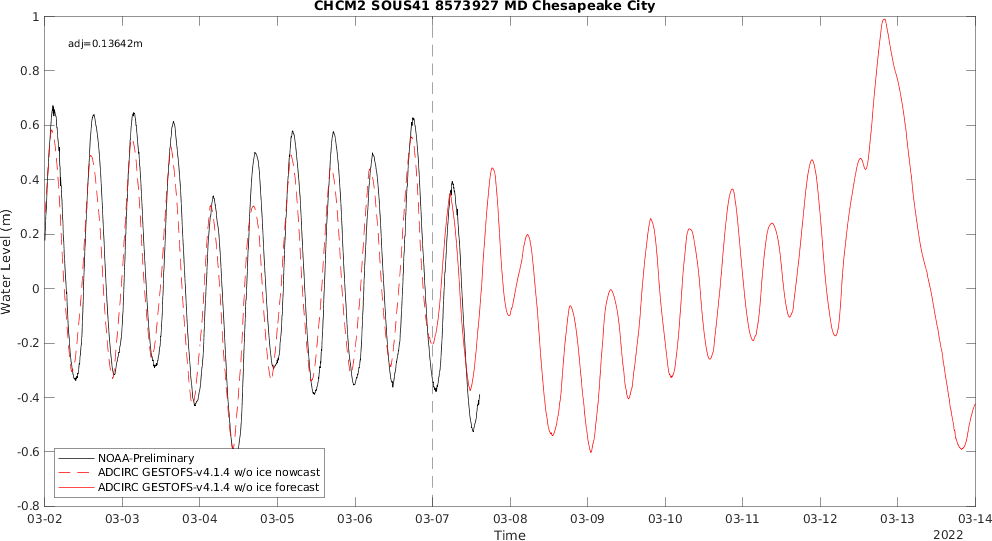 CHCM2 SOUS41 8573927 MD Chesapeake City
adj=0.13642m
Water Level (m)
1
0.8
0.6
0.4
0.2
0
-0.2
-0.4
-0.6
-0.8
NOAA-Preliminary
ADCIRC GESTOFS-v4.1.4 w/o ice nowcast
ADCIRC GESTOFS-v4.1.4 w/o ice forecast
03-02 03-03 03-04 03-05 03-06 03-07 03-08 03-09 03-10 03-11 03-12 03-13 03-14
Time
2022